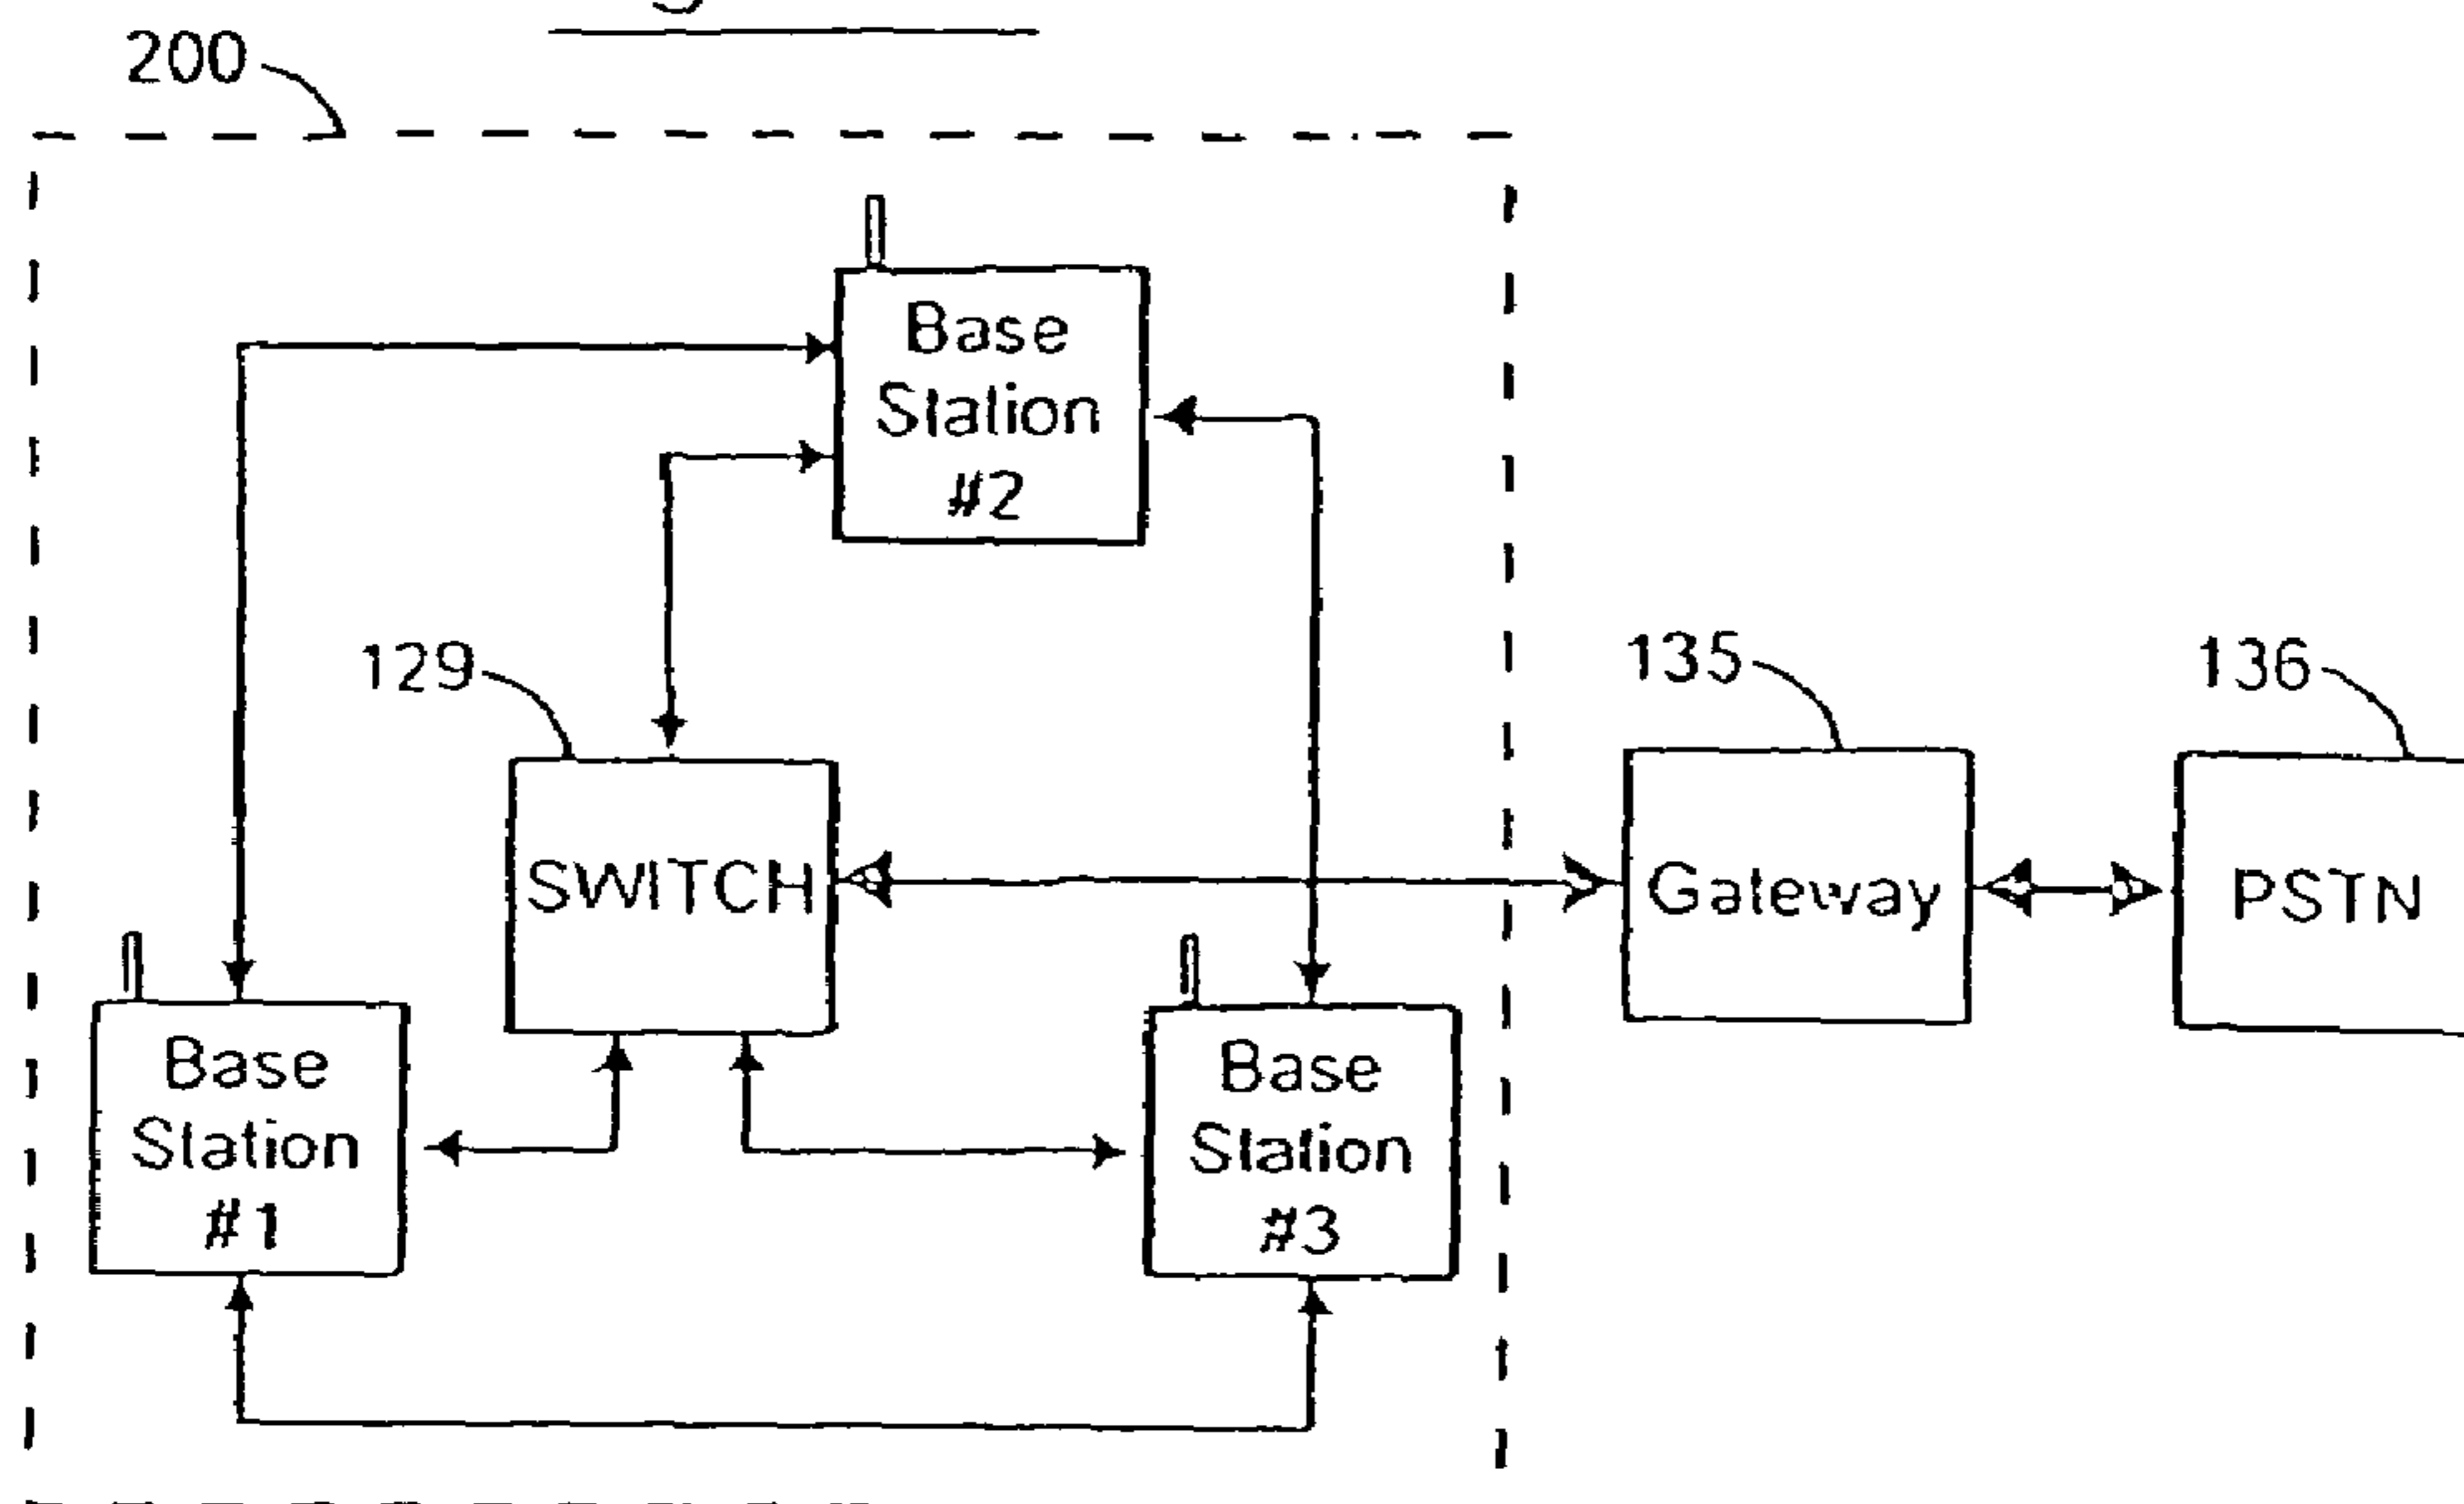 200
Base
Station
#2
129
135
136
SWITCH
Gateway
PSTN
Base
Station
#1
Base
Station
#3